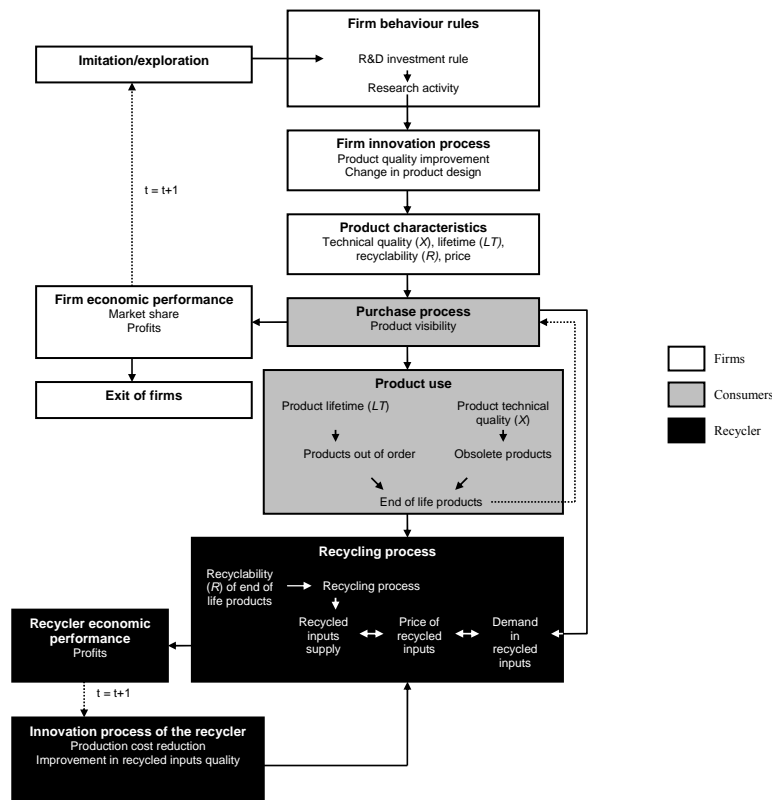 Firm behaviour rules
R&D investment rule
Research activity
Imitation/exploration
Firm innovation process
Product quality improvement
Change in product design
t = t+1
Product characteristics
Technical quality (X), lifetime (LT),
recyclability (R), price
Firm economic performance
Market share
Profits
Purchase process
Product visibility
Exit of firms
Product use
Product lifetime (LT)
Product technical
quality (X)
Products out of order
Obsolete products
End of life products
Firms
Consumers
Recycler
Recycling process
Recyclability
(R) of end of
life products
Recycling process
Recycled
inputs
supply
Price of
recycled
inputs
Demand
in
recycled
inputs
Recycler economic
performance
Profits
t = t+1
Innovation process of the recycler
Production cost reduction
Improvement in recycled inputs quality